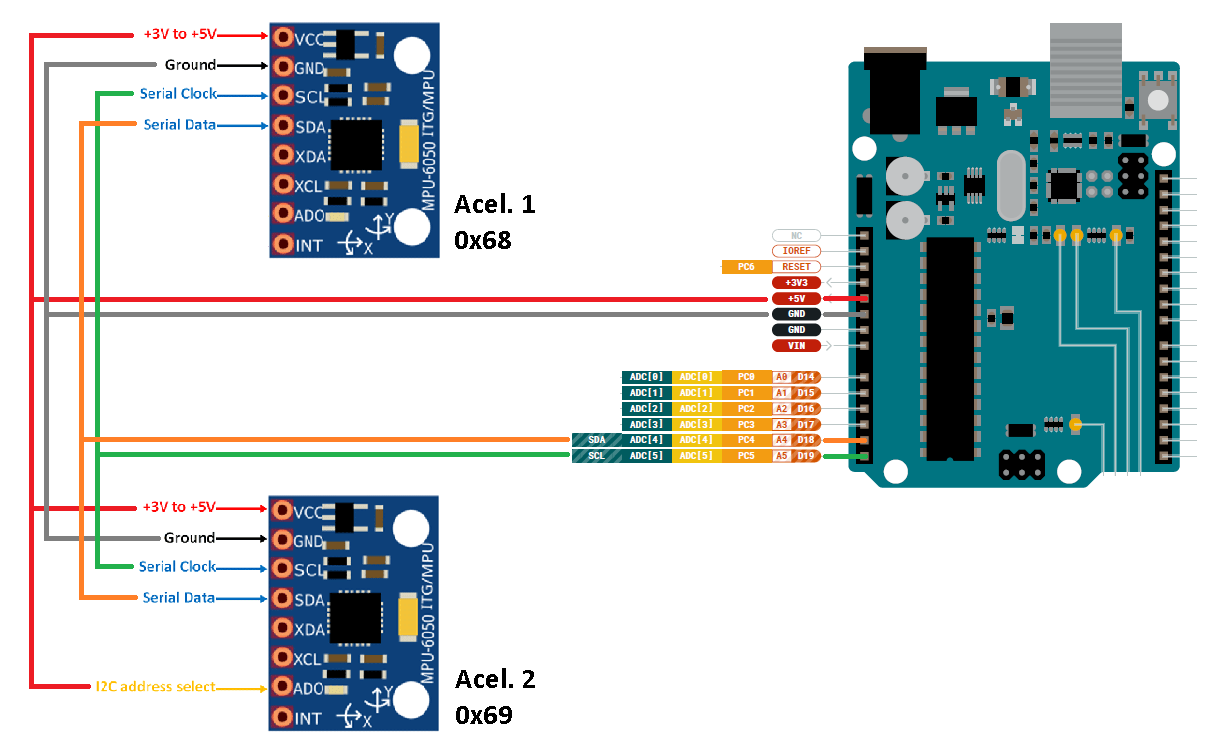 +3V to +5V
Ground
Serial Clock
Serial Data
VCC
GND
SCL
SDA
XDA
XCL
ADO
INT
MPU-6050 ITG/MPU
Y
X
Acel. 1
0x68
NC
IOREF
PC6 RESET
+3V3
+5V
GND
GND
VIN
ADC[0] ADC[0] PC0 A0 D14
ADC[1] ADC[1] PC1 A1 D15
ADC[2] ADC[2] PC2 A2 D16
ADC[3] ADC[3] PC3 A3 D17
SDA ADC[4] ADC[4] PC4 A4 D18
SCL ADC[5] ADC[5] PC5 A5 D19
+3V to +5V
Ground
Serial Clock
Serial Data
I2C address select
VCC
GND
SCL
SDA
XDA
XCL
ADO
INT
MPU-6050 ITG/MPU
Y
X
Acel. 2
0x69